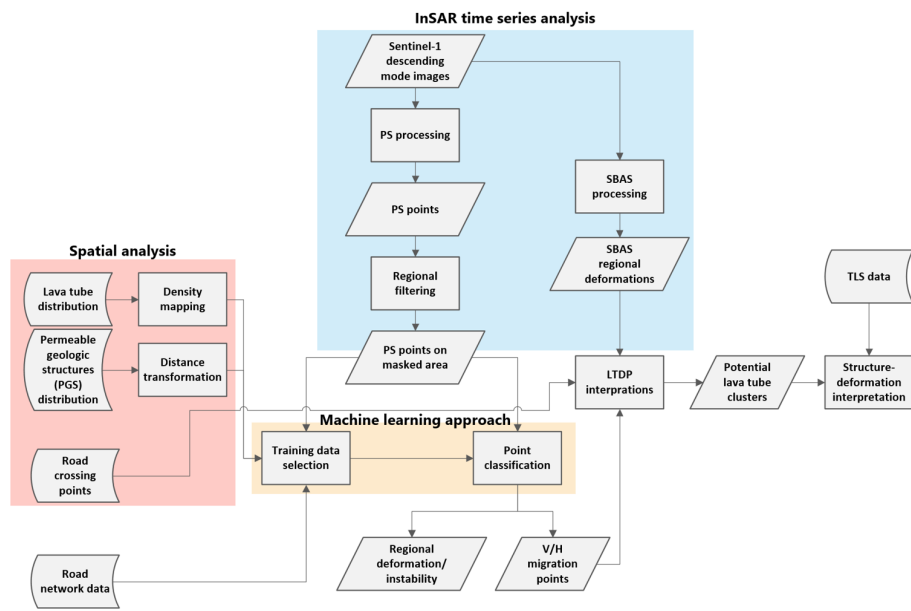 InSAR time series analysis
Sentinel-1
descending
mode images
PS processing
SBAS
processing
PS points
SBAS
regional
deformations
Regional
filtering
PS points on
masked area
Spatial analysis
Lava tube
distribution
Density
mapping
Permeable
geologic
structures
(PGS)
distribution
Distance
transformation
Road
crossing
points
Road
network data
Machine learning approach
Training data
selection
Point
classification
Regional
deformation/
instability
V/H
migration
points
LTDP
interprations
Potential
lava tube
clusters
TLS data
Structure-
deformation
interpretation